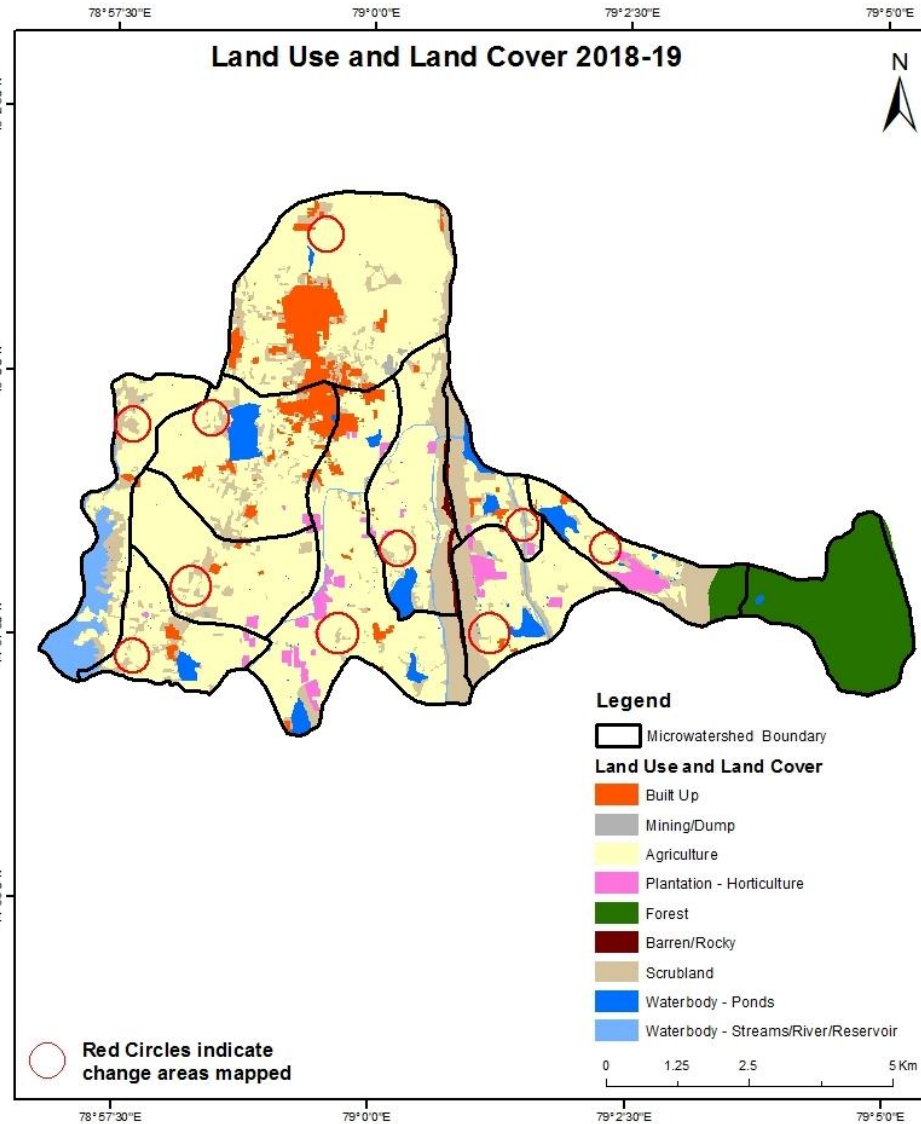 78°57'30"E 79°0'0"E 79°2'30"E 79°5'0"E
Land Use and Land Cover 2018-19
N
Legend
Microwatershed Boundary
Land Use and Land Cover
Built Up
Mining/Dump
Agriculture
Plantation - Horticulture
Forest
Barren/Rocky
Scrubland
Waterbody - Ponds
Waterbody - Streams/River/Reservoir
0 1.25 2.5 5 Km
Red Circles indicate
change areas mapped
78°57'30"E 79°0'0"E 79°2'30"E 79°5'0"E